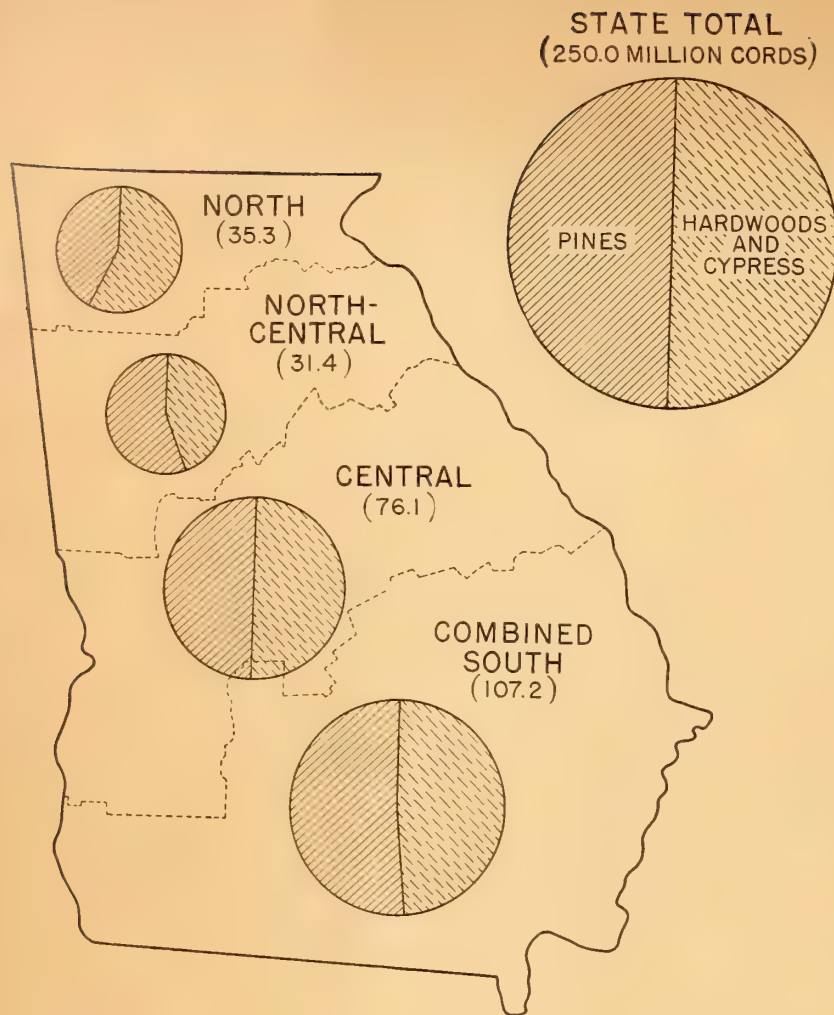 STATE TOTAL
(250.0 MILLION CORDS)
PINES
HARDWOODS
AND
CYPRESS
NORTH
(35.3)
NORTH-
CENTRAL
(31.4)
CENTRAL
(76.1)
COMBINED
SOUTH
(107.2)